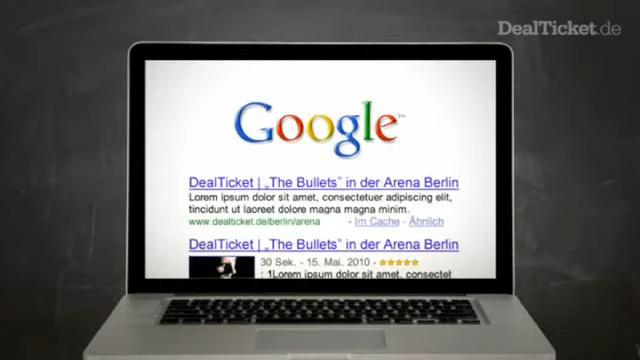 DealTicket.de
Google™
DealTicket | „The Bullets” in der Arena Berlin
Lorem ipsum dolor sit amet, consectetuer adipiscing elit,
tincidunt ut laoreet dolore magna magna minim.
www.dealticket.de/berlin/arena - Im Cache - Ähnlich
DealTicket | „The Bullets” in der Arena Berlin
30 Sek. - 15. Mai. 2010 -
: 1Lorem ipsum dolor sit amet, consectet